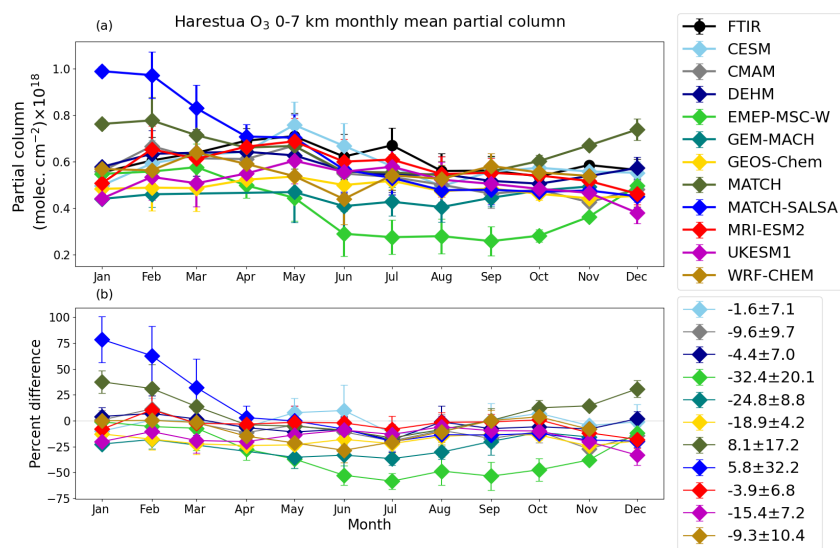 (a)
Harestua O₃ 0-7 km monthly mean partial column
Partial column
(molec. cm⁻²)×10¹⁸
1.0
0.8
0.6
0.4
0.2
Jan Feb Mar Apr May Jun Jul Aug Sep Oct Nov Dec
FTIR
CESM
CMAM
DEHM
EMEP-MSC-W
GEM-MACH
GEOS-Chem
MATCH
MATCH-SALSA
MRI-ESM2
UKESM1
WRF-CHEM
(b)
Percent difference
100
75
50
25
0
−25
−50
−75
Jan Feb Mar Apr May Jun Jul Aug Sep Oct Nov Dec
Month
-1.6±7.1
-9.6±9.7
-4.4±7.0
-32.4±20.1
-24.8±8.8
-18.9±4.2
8.1±17.2
5.8±32.2
-3.9±6.8
-15.4±7.2
-9.3±10.4